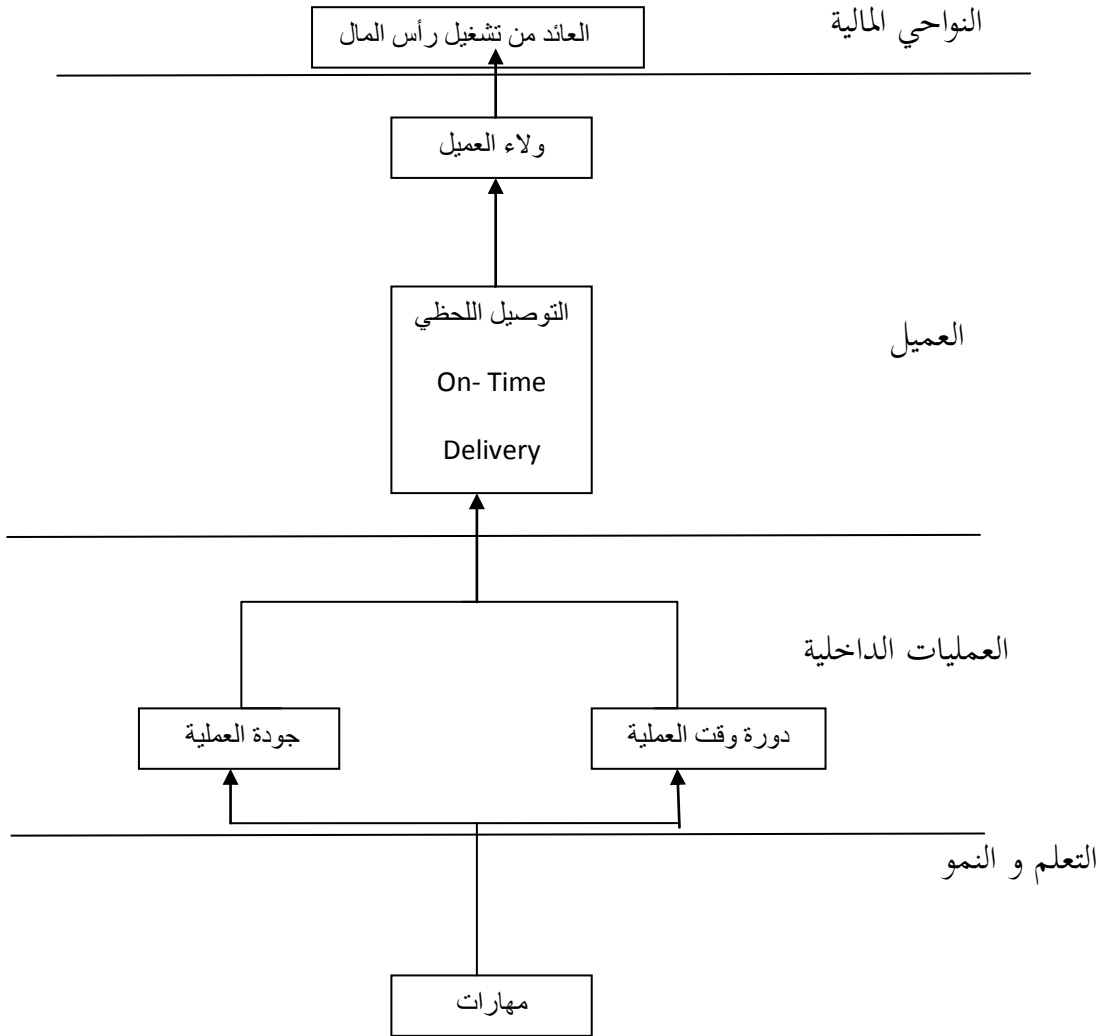 النواحي المالية
العائد من تشغيل رأس المال
ولاء العميل
التوصيل اللحظي
On- Time
Delivery
العميل
العمليات الداخلية
دورة وقت العملية
جودة العملية
التعلم و النمو
مهارات